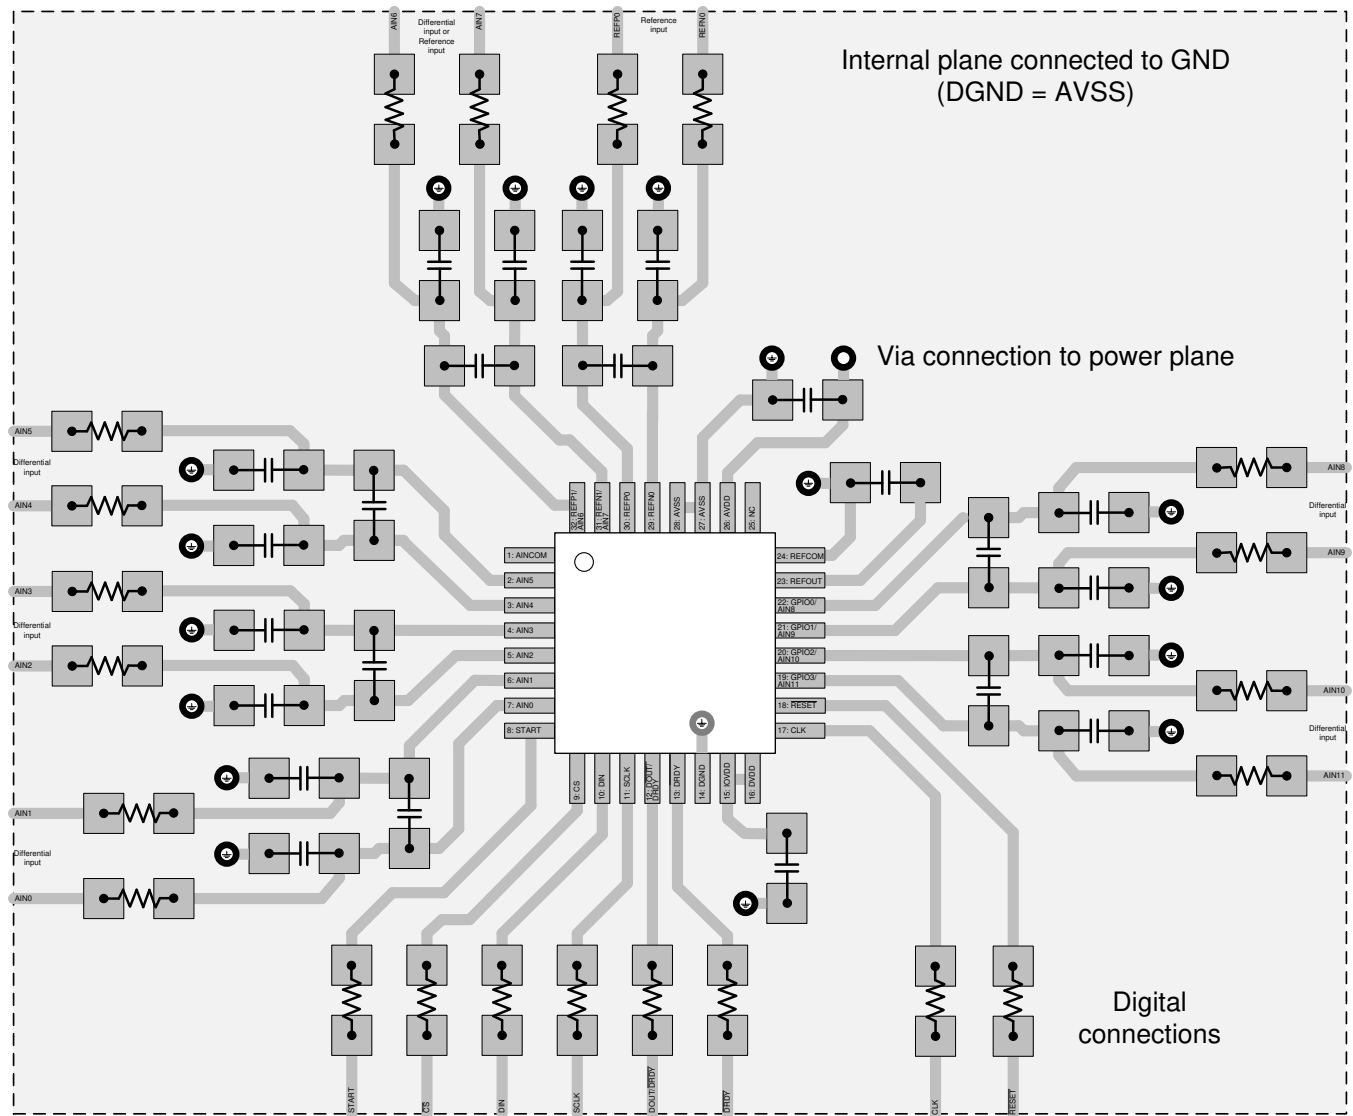 AIN6
Differential
input or
Reference
input
AIN7
REFP0
Reference
input
REFN0
Internal plane connected to GND
(DGND = AVSS)
Via connection to power plane
AIN5
Differential
input
AIN4
AIN3
Differential
input
AIN2
AIN1
Differential
input
AIN0
AIN8
Differential
input
AIN9
AIN10
Differential
input
AIN11
32: REFP1/
AIN6
31: REFN1/
AIN7
30: REFP0
29: REFN0
28: AVSS
27: AVSS
26: AVDD
25: NC
1: AINCOM
2: AIN5
3: AIN4
4: AIN3
5: AIN2
6: AIN1
7: AIN0
8: START
24: REFCOM
23: REFOUT
22: GPIO0/
AIN8
21: GPIO1/
AIN9
20: GPIO2/
AIN10
19: GPIO3/
AIN11
18: RESET
17: CLK
9: CS
10: DIN
11: SCLK
12: DOUT/
DRDY
13: DRDY
14: DGND
15: IOVDD
16: DVDD
START
CS
DIN
SCLK
DOUT/DRDY
DRDY
CLK
RESET
Digital
connections